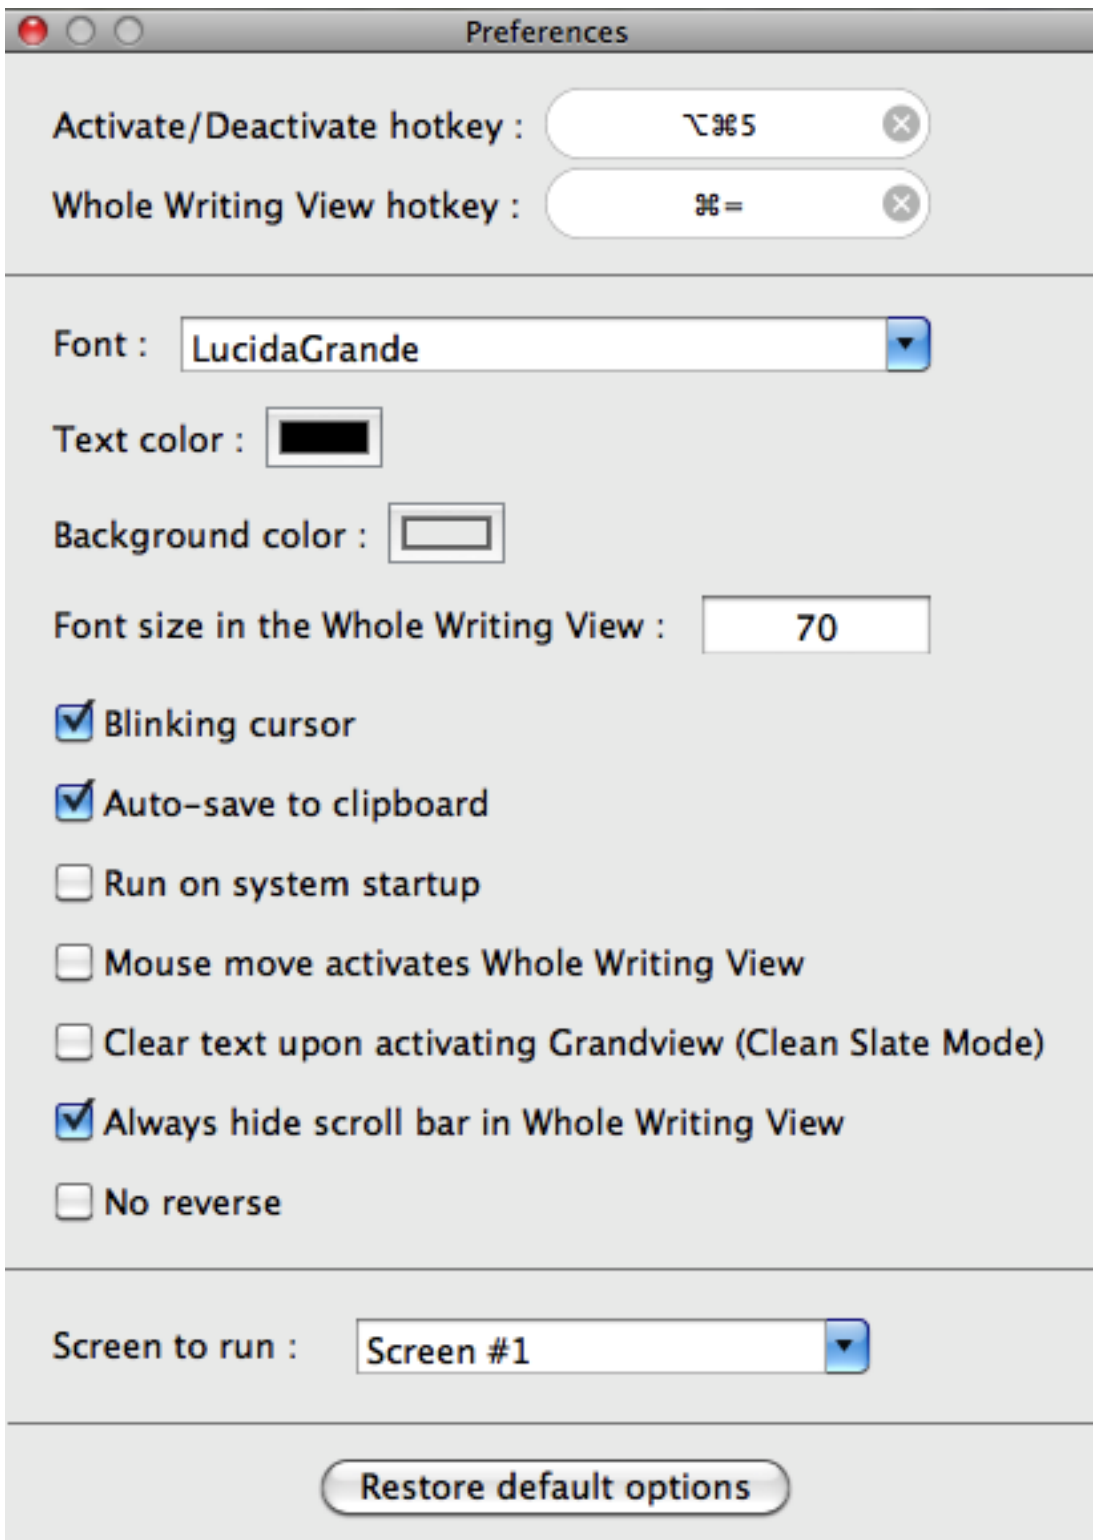 Preferences
Activate/Deactivate hotkey : ⌥⌘5
Whole Writing View hotkey : ⌘=
Font : LucidaGrande
Text color :
Background color :
Font size in the Whole Writing View : 70
Blinking cursor
Auto-save to clipboard
Run on system startup
Mouse move activates Whole Writing View
Clear text upon activating Grandview (Clean Slate Mode)
Always hide scroll bar in Whole Writing View
No reverse
Screen to run : Screen #1
Restore default options